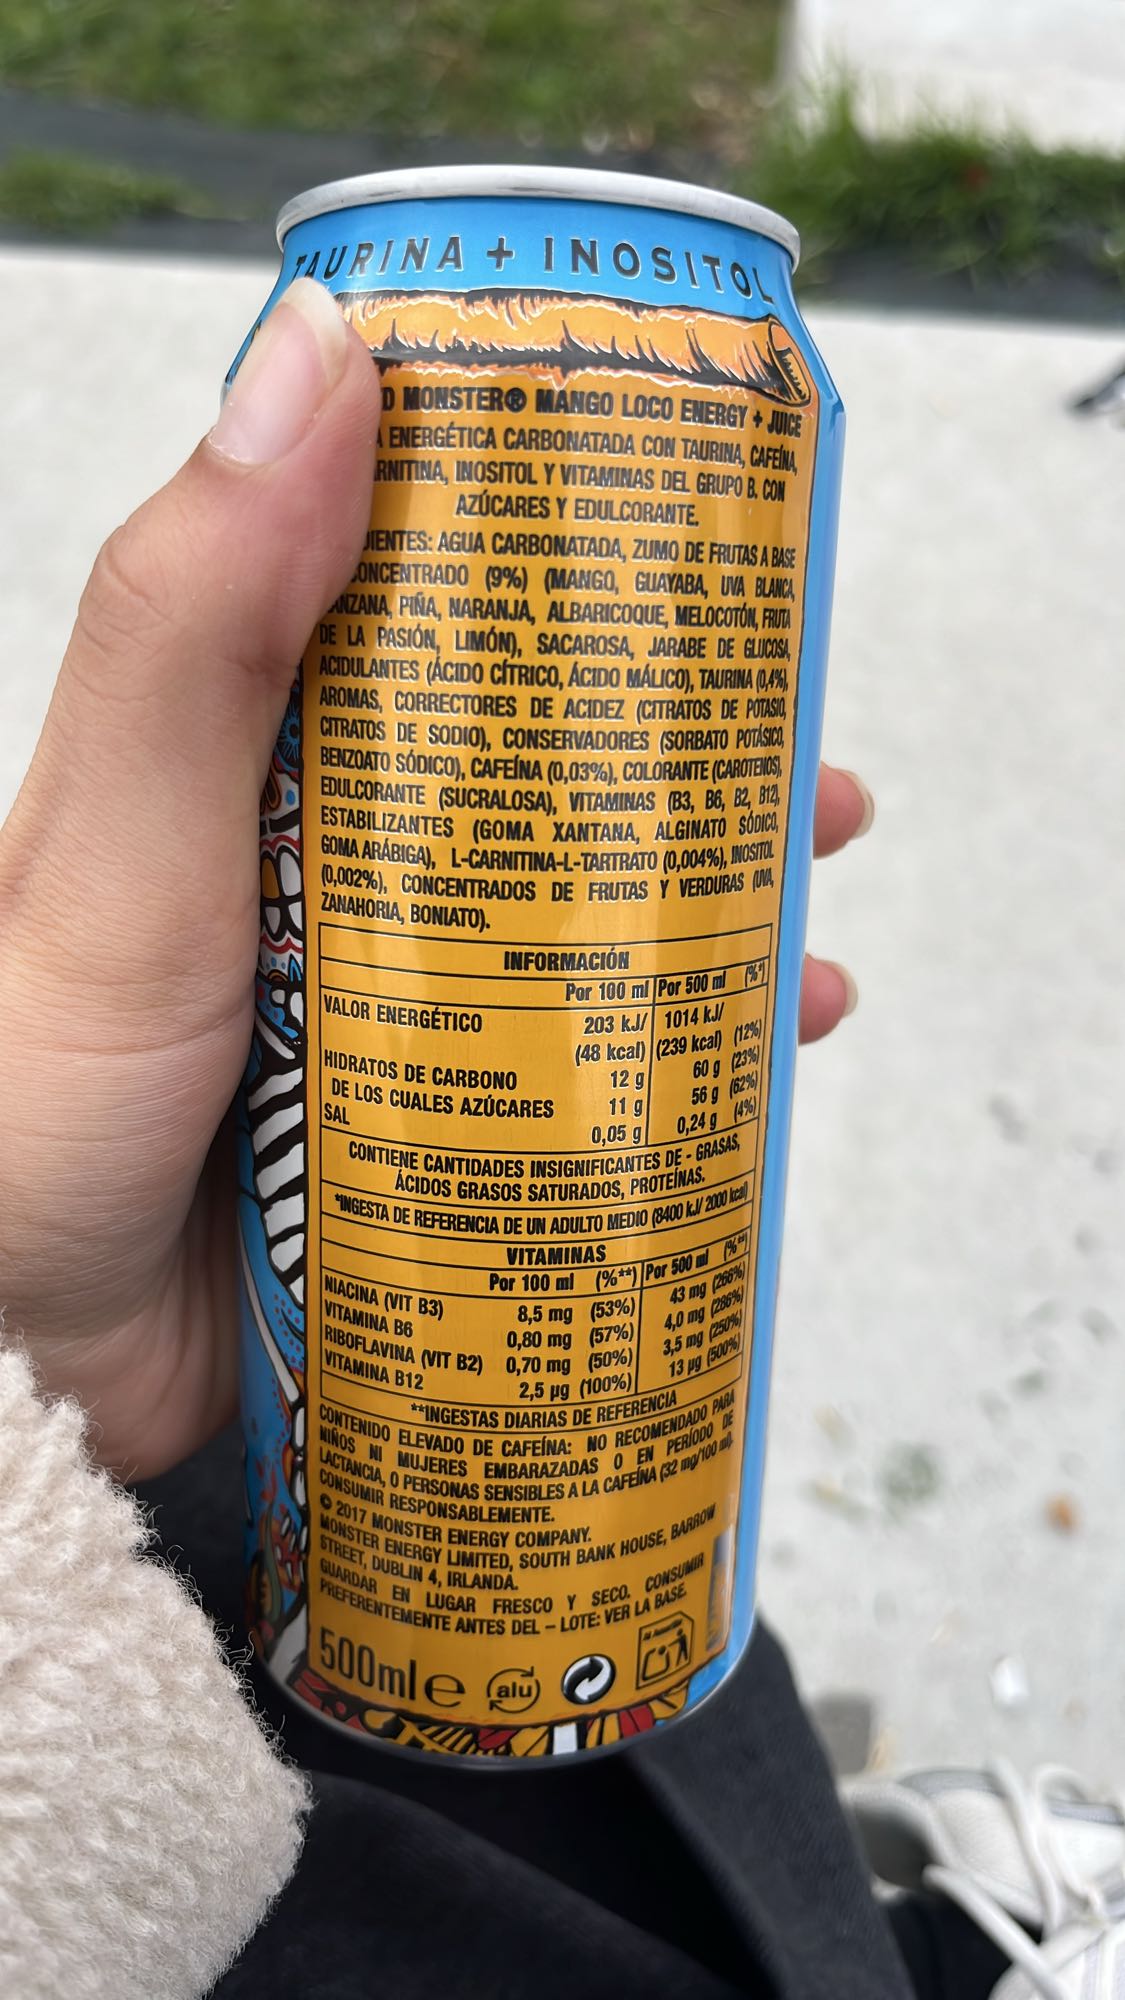 TAURINA + INOSITOL
MONSTER® MANGO LOCO ENERGY + JUICE
ENERGÉTICA CARBONATADA CON TAURINA, CAFEÍNA,
INOSITOL Y VITAMINAS DEL GRUPO B. CON
AZÚCARES Y EDULCORANTE.
AGUA CARBONATADA, ZUMO DE FRUTAS A BASE
(9%) (MANGO, GUAYABA, UVA BLANCA,
PIÑA, NARANJA, ALBARICOQUE, MELOCOTÓN, FRUTA
DE LA PASIÓN, LIMÓN), SACAROSA, JARABE DE GLUCOSA,
ACIDULANTES (ÁCIDO CÍTRICO, ÁCIDO MÁLICO), TAURINA (0,4%),
AROMAS, CORRECTORES DE ACIDEZ (CITRATOS DE POTASIO,
CITRATOS DE SODIO), CONSERVADORES (SORBATO POTÁSICO,
BENZOATO SÓDICO), CAFEÍNA (0,03%), COLORANTE (CAROTENOS),
EDULCORANTE (SUCRALOSA), VITAMINAS (B3, B6, B2, B12),
ESTABILIZANTES (GOMA XANTANA, ALGINATO SÓDICO,
GOMA ARÁBIGA), L-CARNITINA-L-TARTRATO (0,004%), INOSITOL
(0,002%), CONCENTRADOS DE FRUTAS Y VERDURAS (UVA,
ZANAHORIA, BONIATO).
INFORMACIÓN
Por 100 ml Por 500 ml (%*)
VALOR ENERGÉTICO 203 kJ/ 1014 kJ/
(48 kcal) (239 kcal) (12%)
HIDRATOS DE CARBONO 12 g 60 g (23%)
DE LOS CUALES AZÚCARES 11 g 56 g (62%)
SAL 0,05 g 0,24 g (4%)
CONTIENE CANTIDADES INSIGNIFICANTES DE - GRASAS,
ÁCIDOS GRASOS SATURADOS, PROTEÍNAS.
*INGESTA DE REFERENCIA DE UN ADULTO MEDIO (8400 kJ/ 2000 kcal)
VITAMINAS
Por 100 ml (%**) Por 500 ml (%**)
NIACINA (VIT B3) 8,5 mg (53%) 43 mg (266%)
VITAMINA B6 0,80 mg (57%) 4,0 mg (286%)
RIBOFLAVINA (VIT B2) 0,70 mg (50%) 3,5 mg (250%)
VITAMINA B12 2,5 µg (100%) 13 µg (500%)
**INGESTAS DIARIAS DE REFERENCIA
CONTENIDO ELEVADO DE CAFEÍNA: NO RECOMENDADO PARA
NIÑOS NI MUJERES EMBARAZADAS O EN PERÍODO DE
LACTANCIA, O PERSONAS SENSIBLES A LA CAFEÍNA (32 mg/100 ml).
CONSUMIR RESPONSABLEMENTE.
© 2017 MONSTER ENERGY COMPANY.
MONSTER ENERGY LIMITED, SOUTH BANK HOUSE, BARROW
STREET, DUBLIN 4, IRLANDA.
GUARDAR EN LUGAR FRESCO Y SECO. CONSUMIR
PREFERENTEMENTE ANTES DEL – LOTE: VER LA BASE.
500ml e alu